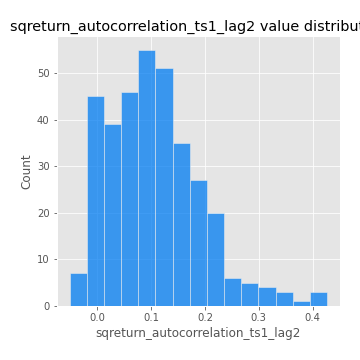 sqreturn_autocorrelation_ts1_lag2 value distribut
50
40
30
20
10
0
Count
0.0 0.1 0.2 0.3 0.4
sqreturn_autocorrelation_ts1_lag2